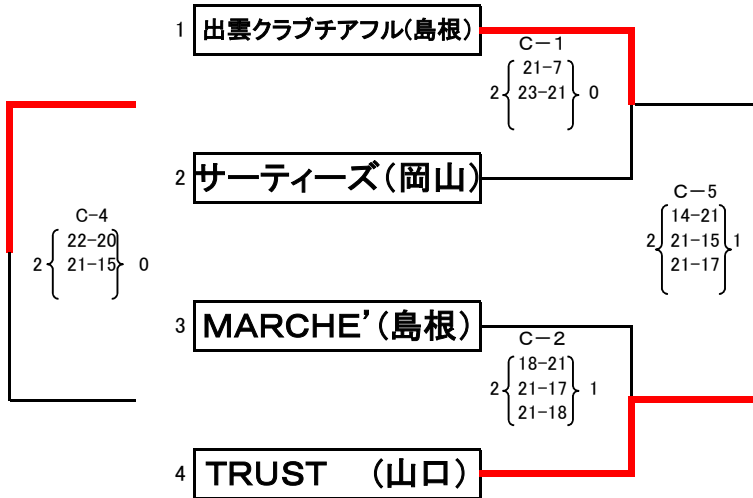 1 出雲クラブチアフル(島根)
C-1
21-7
2 23-21 0
2 サーティーズ(岡山)
C-5
14-21
2 21-15 1
21-17
C-4
22-20
2 21-15 0
3 MARCHE'(島根)
C-2
18-21
2 21-17 1
21-18
4 TRUST (山口)